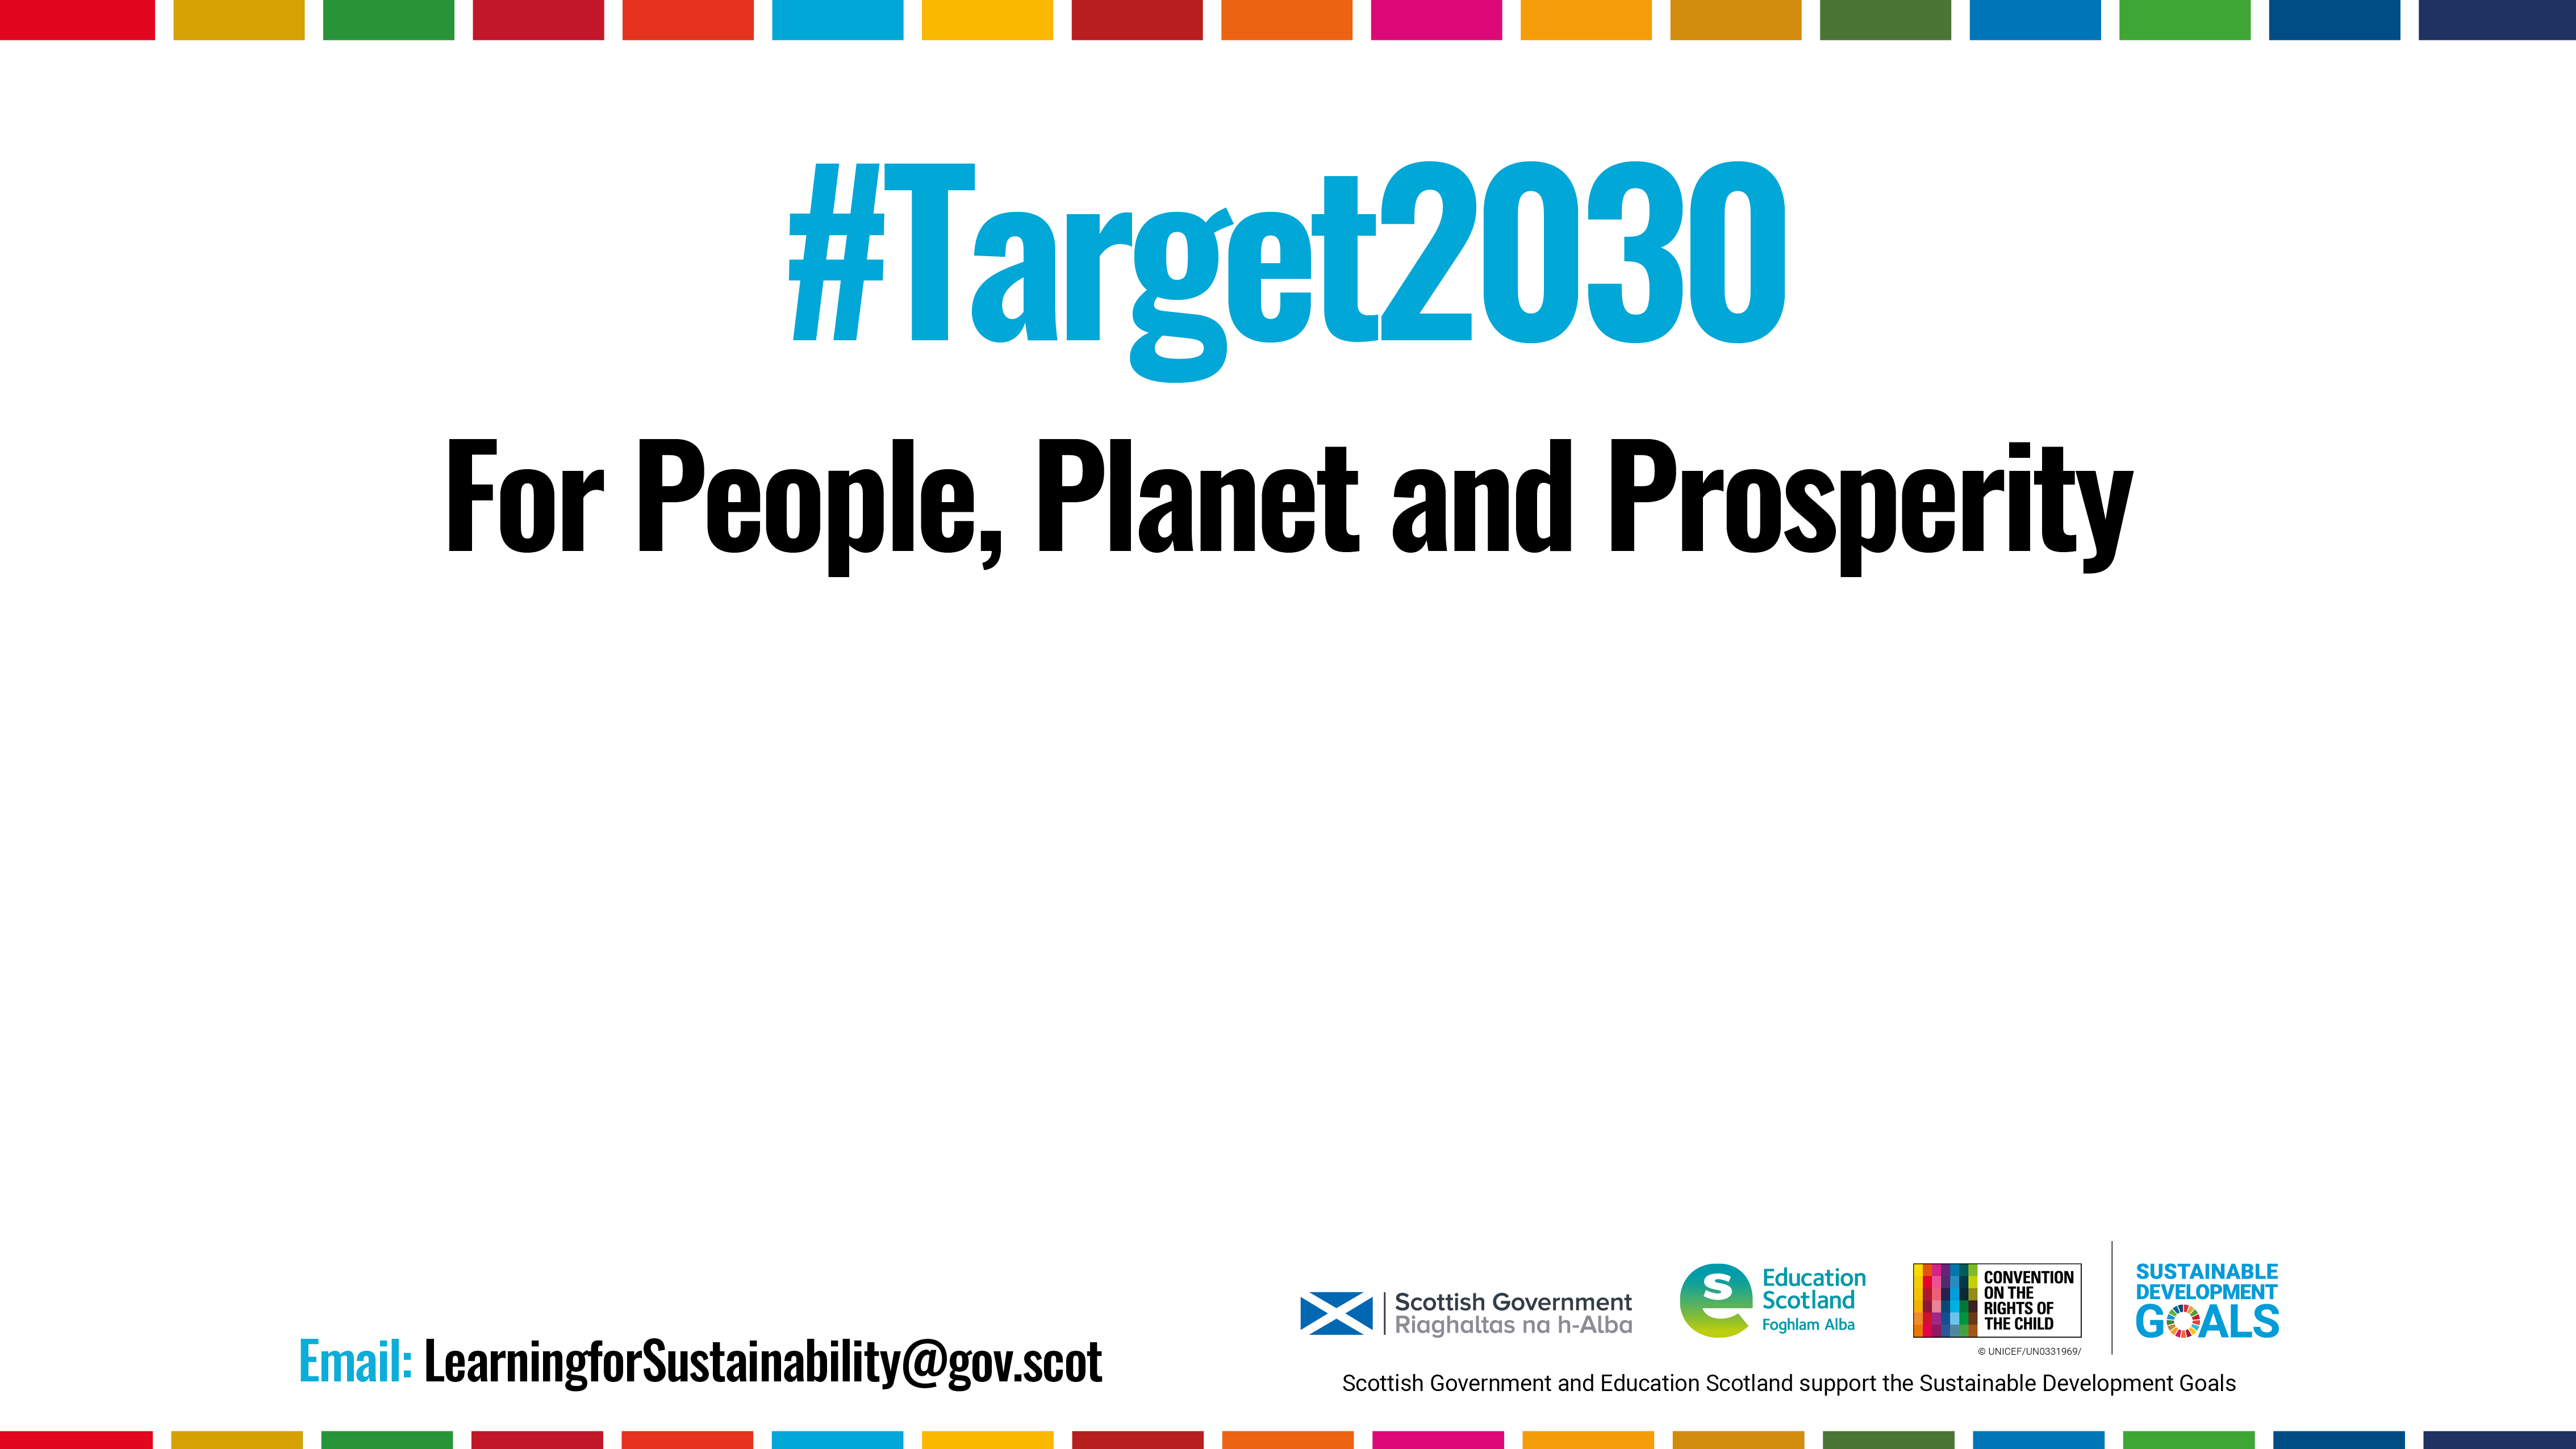 #Target2030
For People, Planet and Prosperity
Email: LearningforSustainability@gov.scot
Scottish Government
Riaghaltas na h-Alba
Education
Scotland
Foghlam Alba
CONVENTION
ON THE
RIGHTS OF
THE CHILD
© UNICEF/UN0331969/
SUSTAINABLE
DEVELOPMENT
GOALS
Scottish Government and Education Scotland support the Sustainable Development Goals